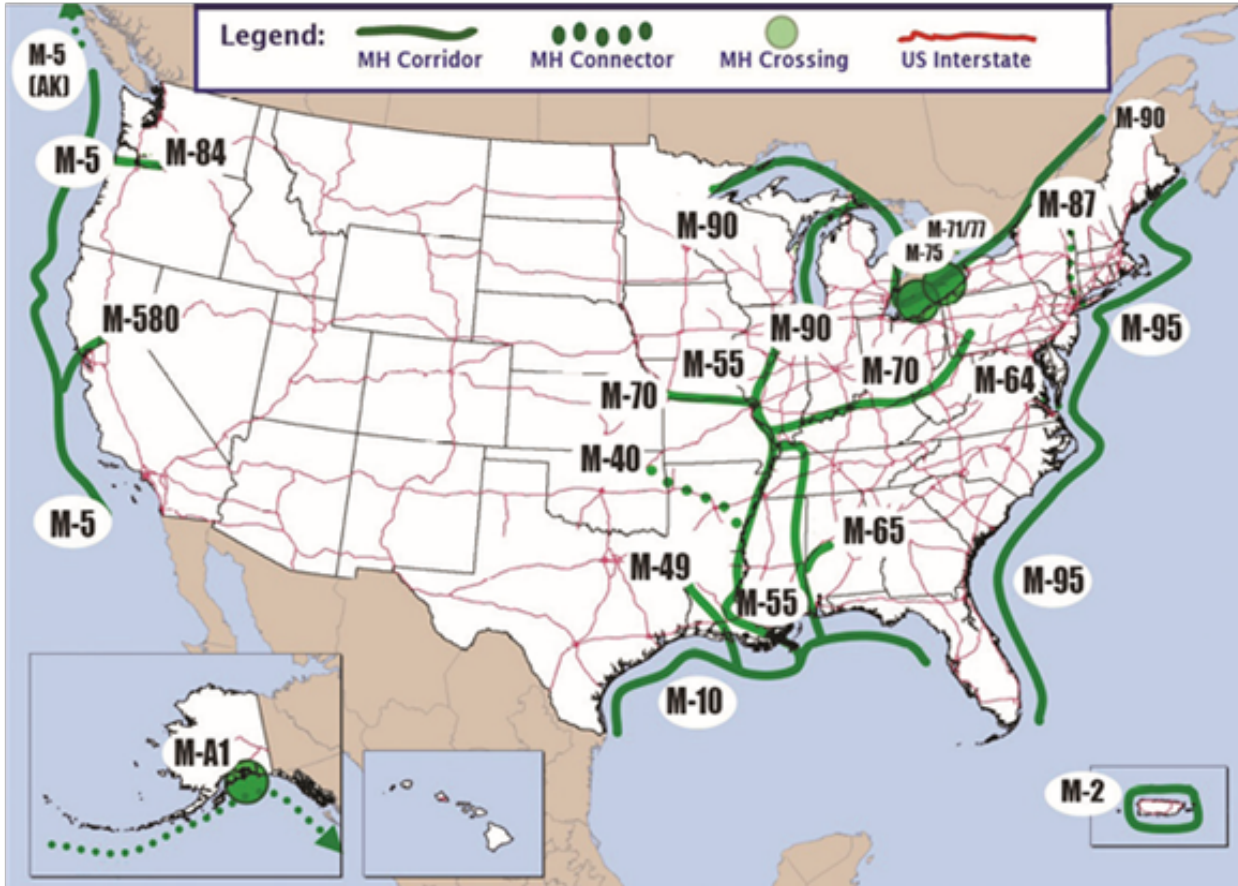 Legend:
MH Corridor
MH Connector
MH Crossing
US Interstate
M-5
(AK)
M-5
M-84
M-90
M-90
M-87
M-71/77
M-75
M-580
M-90
M-95
M-55
M-70
M-70
M-64
M-40
M-5
M-65
M-49
M-95
M-55
M-10
M-A1
M-2